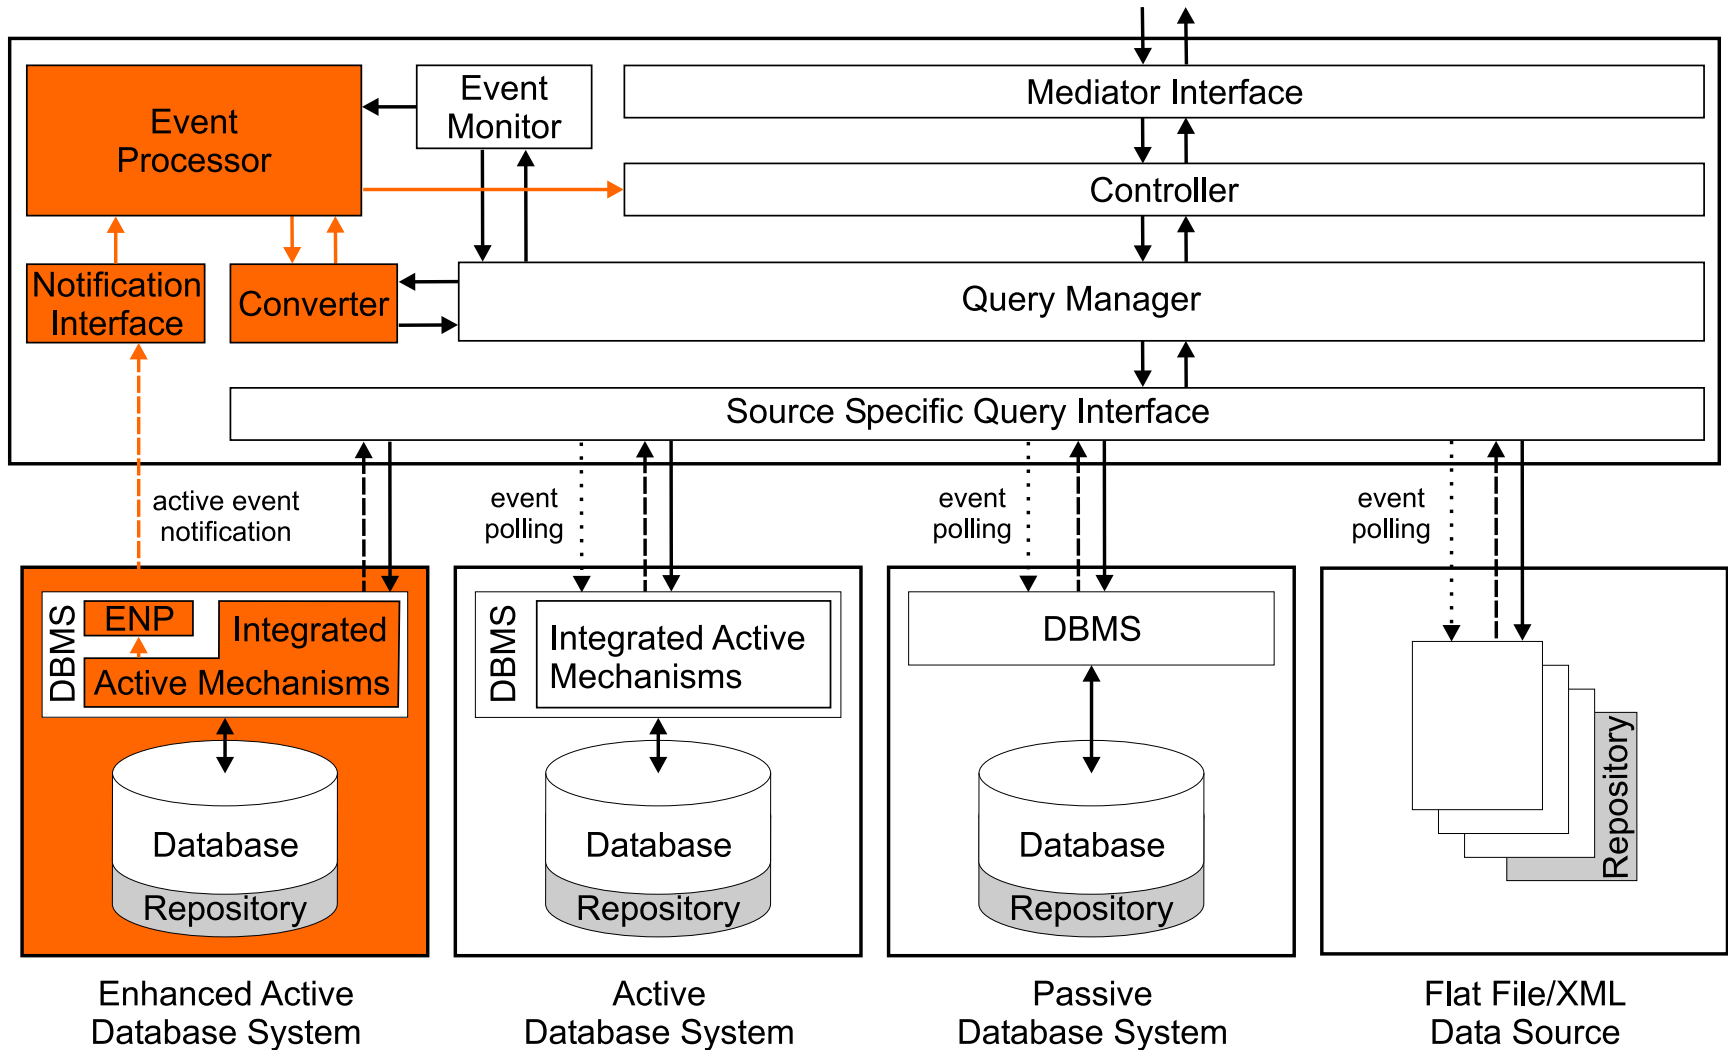 Event
Processor
Event
Monitor
Mediator Interface
Controller
Notification
Interface
Converter
Query Manager
Source Specific Query Interface
active event
notification
event
polling
event
polling
event
polling
DBMS
ENP
Integrated
Active Mechanisms
Database
Repository
DBMS
Integrated Active
Mechanisms
Database
Repository
DBMS
Database
Repository
Repository
Enhanced Active
Database System
Active
Database System
Passive
Database System
Flat File/XML
Data Source